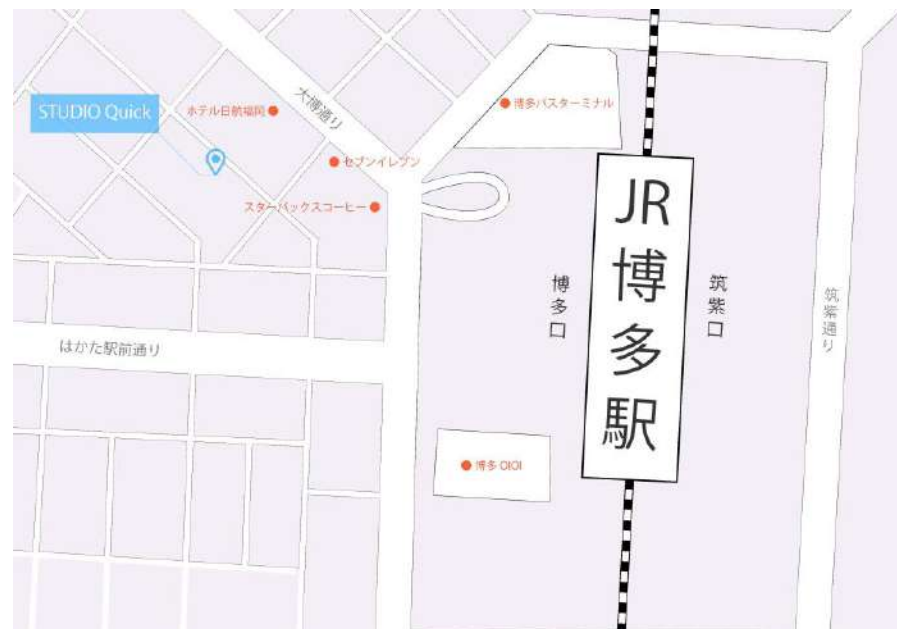 STUDIO Quick
ホテル日航福岡
大博通り
博多バスターミナル
セブンイレブン
スターバックスコーヒー
JR博多駅
博多口
筑紫口
筑紫通り
はかた駅前通り
博多 OIOI